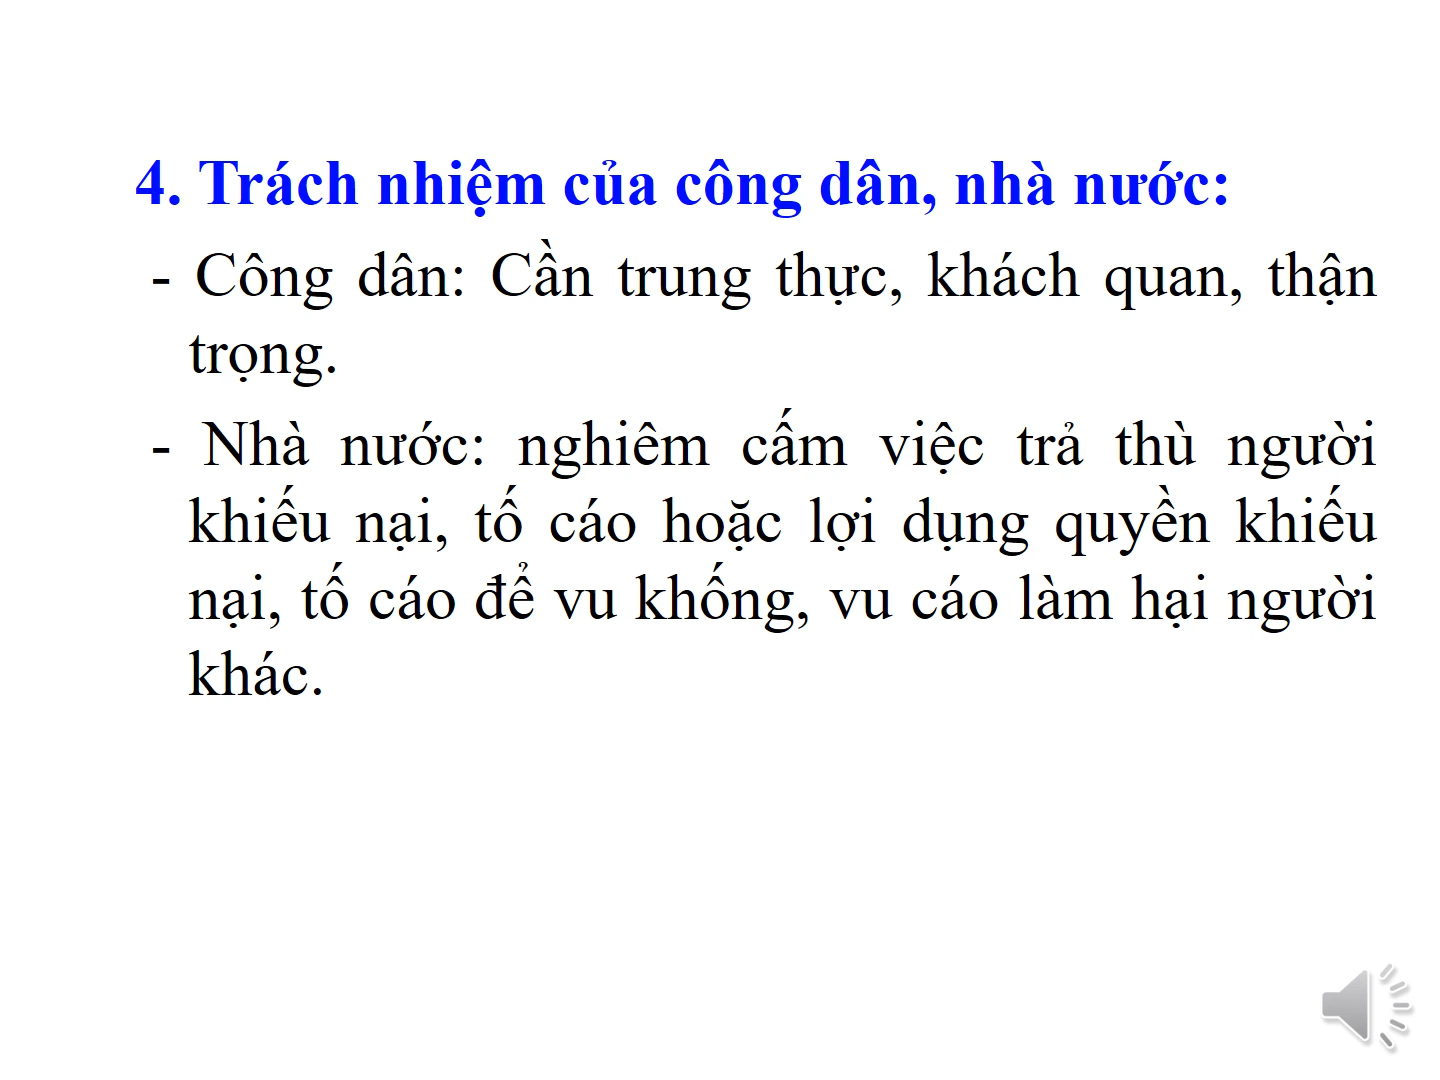 4. Trách nhiệm của công dân, nhà nước:
- Công dân: Cần trung thực, khách quan, thận
trọng.
- Nhà nước: nghiêm cấm việc trả thù người
khiếu nại, tố cáo hoặc lợi dụng quyền khiếu
nại, tố cáo để vu khống, vu cáo làm hại người
khác.